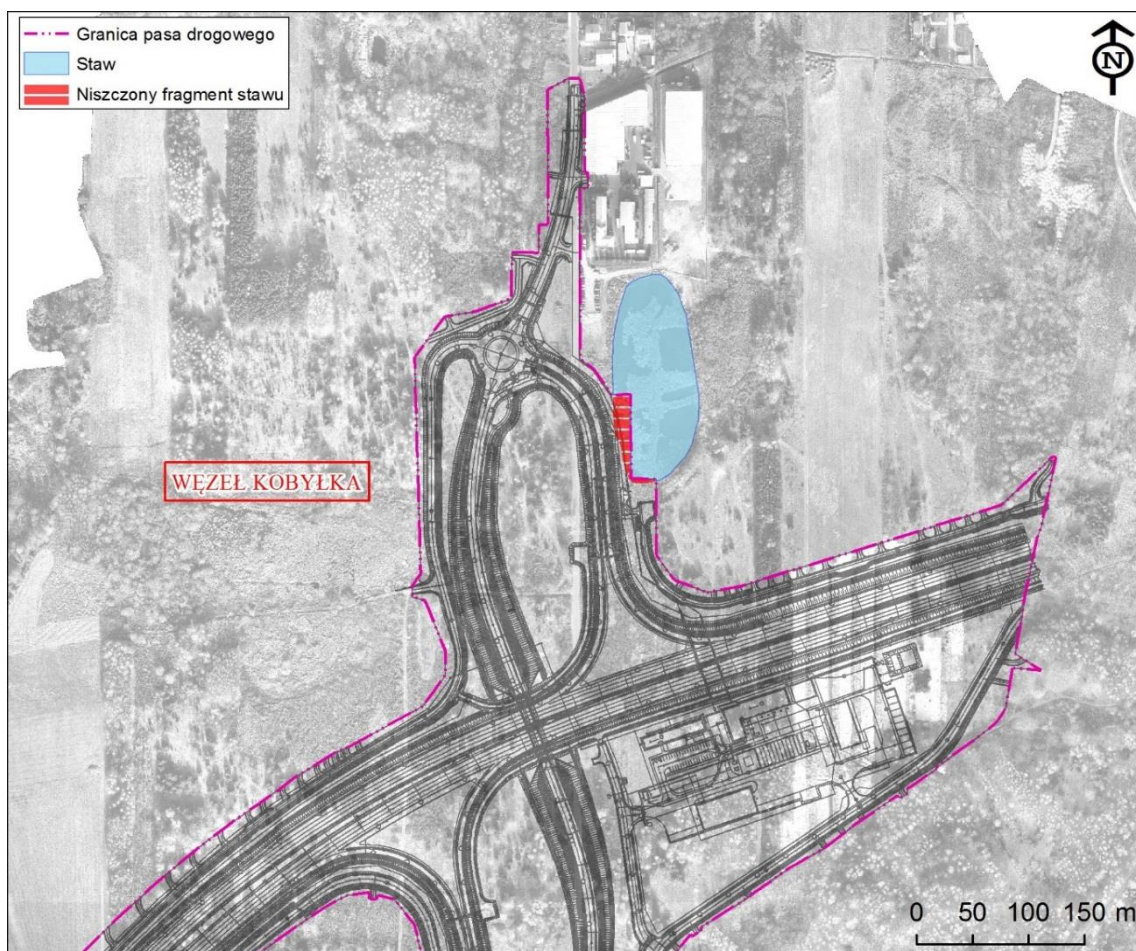 Granica pasa drogowego
Staw
Niszczony fragment stawu
N
WĘZEŁ KOBYŁKA
0 50 100 150 m